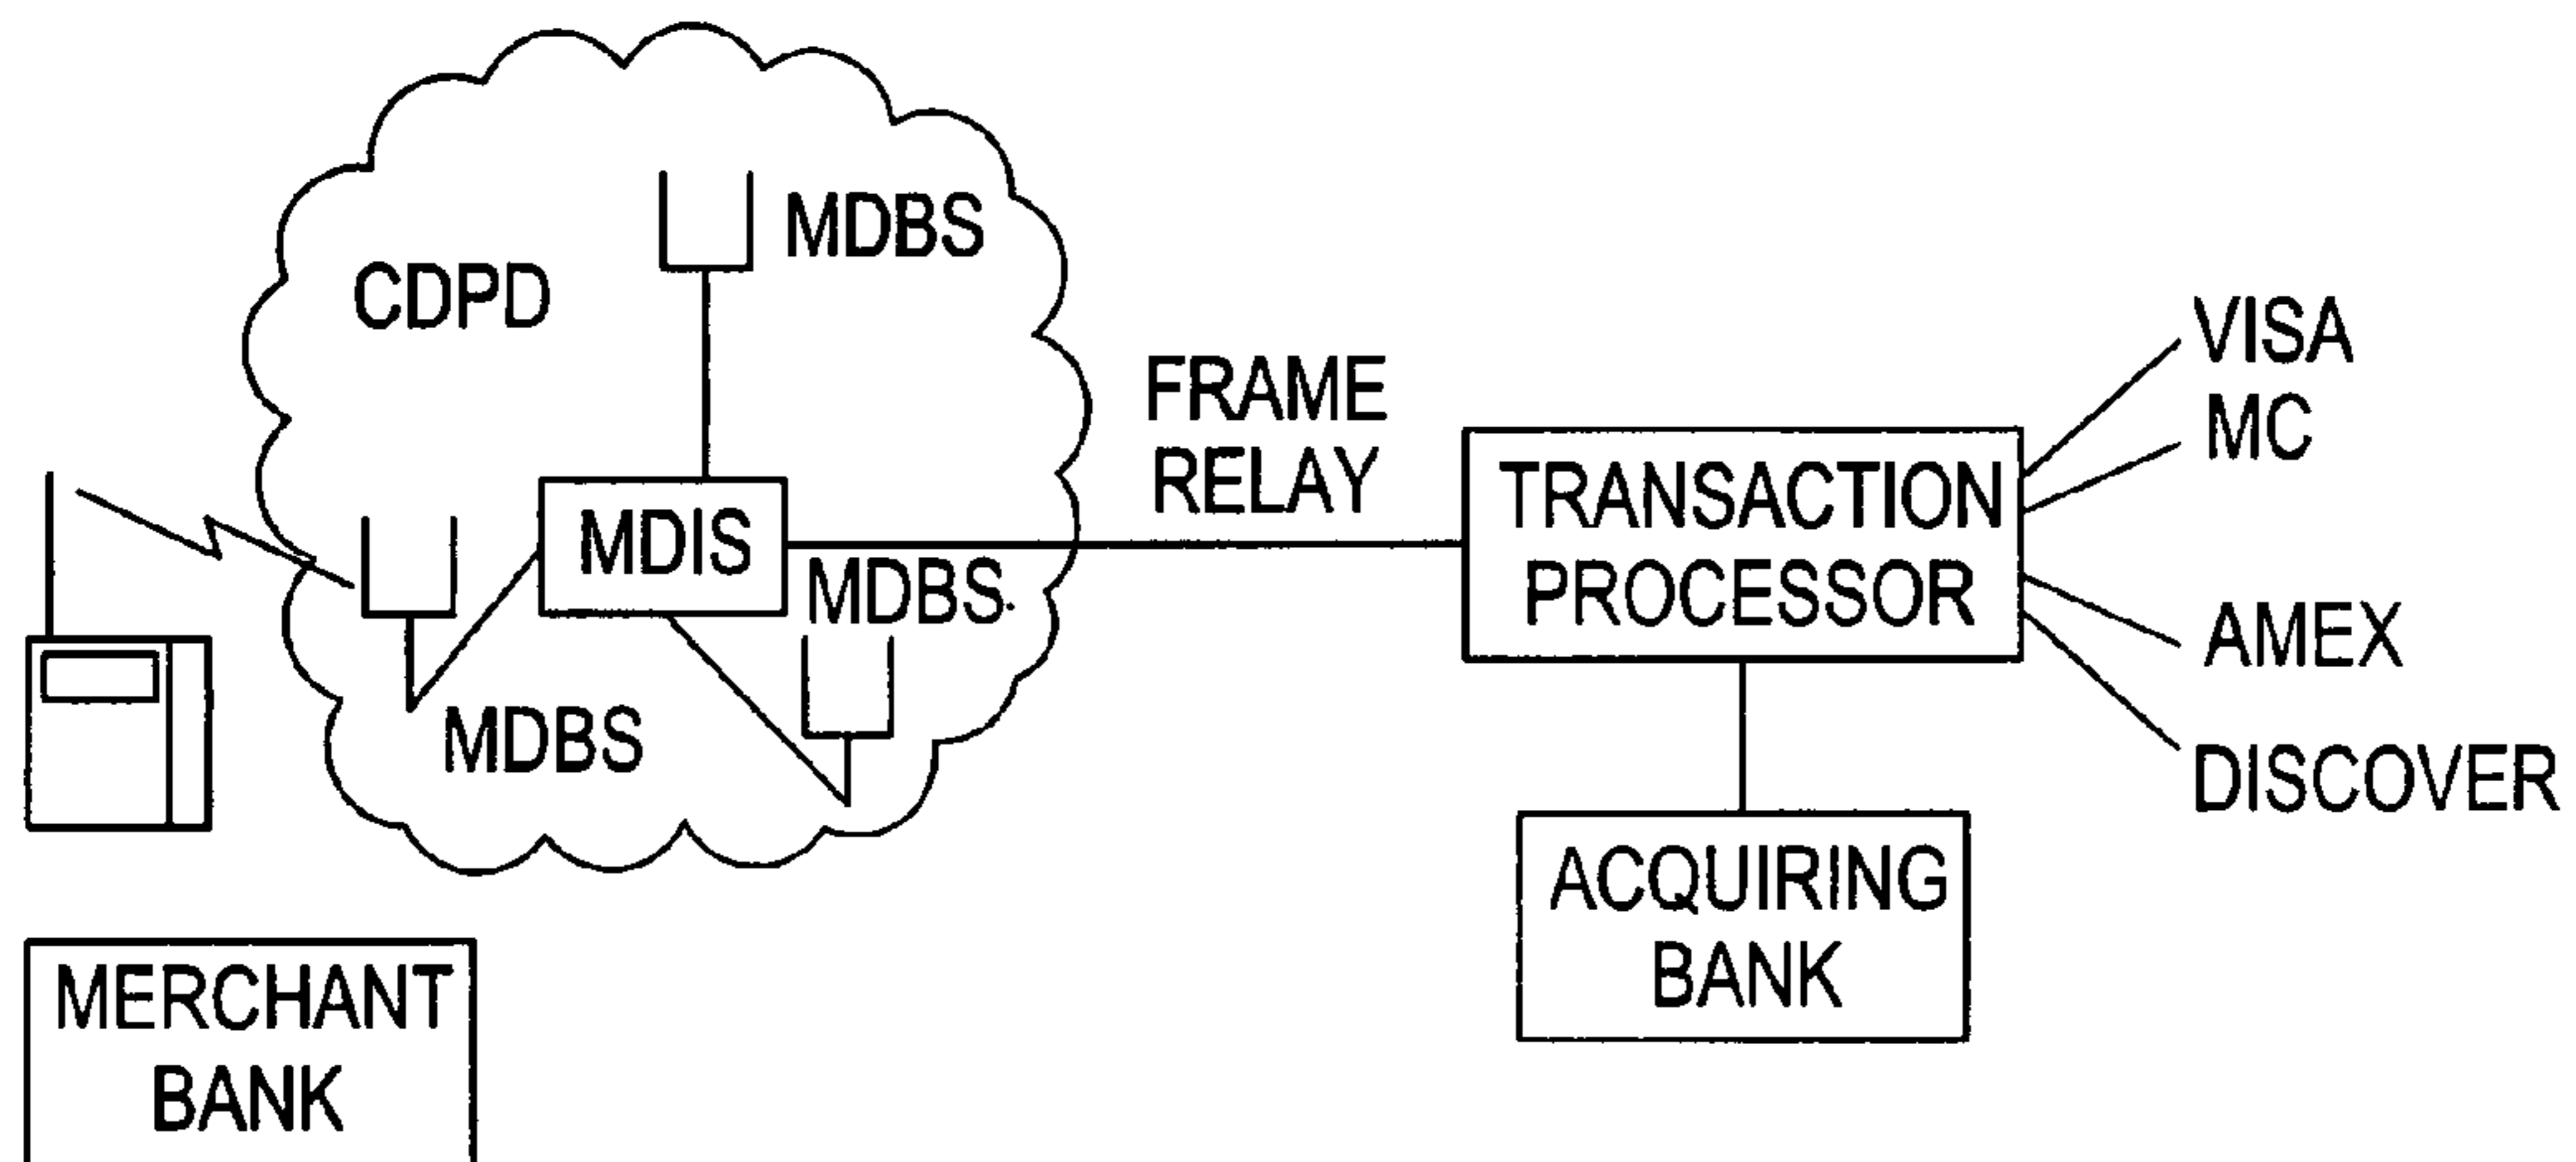 MDBS
CDPD
MDIS
MDBS
MDBS
FRAME
RELAY
TRANSACTION
PROCESSOR
VISA
MC
AMEX
DISCOVER
ACQUIRING
BANK
MERCHANT
BANK